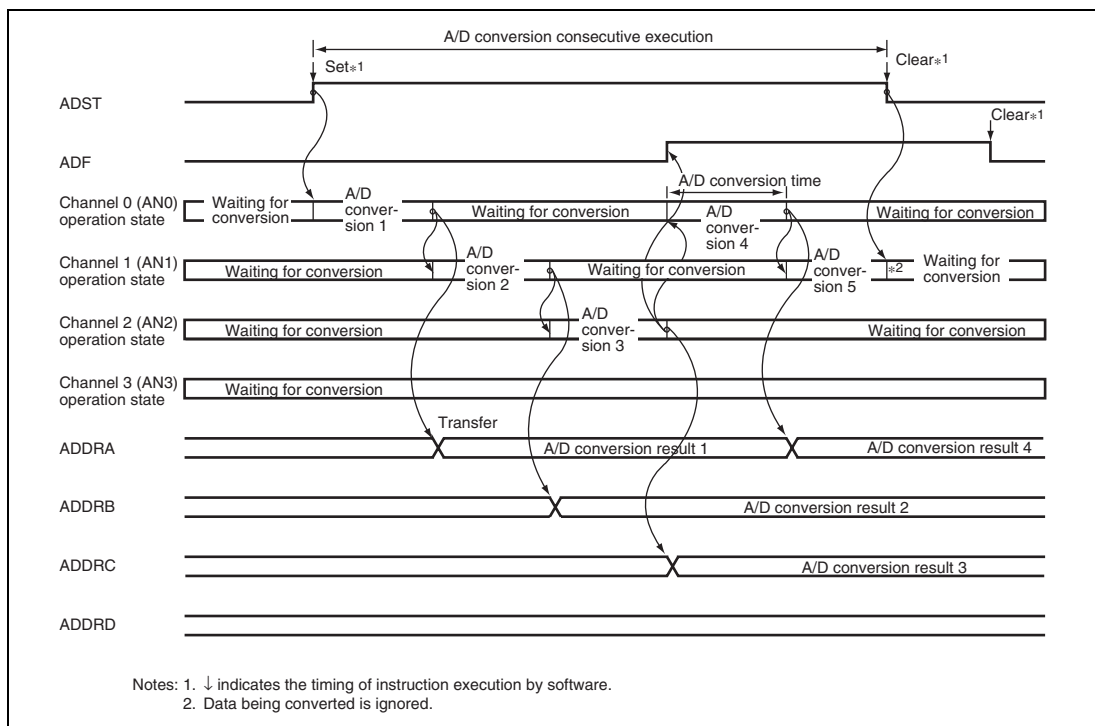 A/D conversion consecutive execution
Set*1
Clear*1
ADST
Clear*1
ADF
A/D conversion time
Channel 0 (AN0)
operation state
Waiting for
conversion
A/D
conver-
sion 1
Waiting for conversion
A/D
conver-
sion 4
Waiting for conversion
Channel 1 (AN1)
operation state
Waiting for conversion
A/D
conver-
sion 2
Waiting for conversion
A/D
conver-
sion 5
*2
Waiting for
conversion
Channel 2 (AN2)
operation state
Waiting for conversion
A/D
conver-
sion 3
Waiting for conversion
Channel 3 (AN3)
operation state
Waiting for conversion
Transfer
ADDRA
A/D conversion result 1
A/D conversion result 4
ADDRB
A/D conversion result 2
ADDRC
A/D conversion result 3
ADDRD
Notes: 1. ↓ indicates the timing of instruction execution by software.
2. Data being converted is ignored.